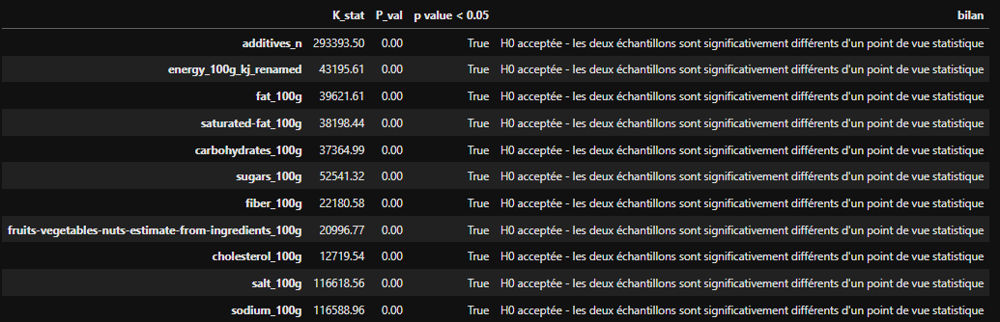 K_stat P_val p value < 0.05 bilan
additives_n 293393.50 0.00 True H0 acceptée - les deux échantillons sont significativement différents d'un point de vue statistique
energy_100g_kj_renamed 43195.61 0.00 True H0 acceptée - les deux échantillons sont significativement différents d'un point de vue statistique
fat_100g 39621.61 0.00 True H0 acceptée - les deux échantillons sont significativement différents d'un point de vue statistique
saturated-fat_100g 38198.44 0.00 True H0 acceptée - les deux échantillons sont significativement différents d'un point de vue statistique
carbohydrates_100g 37364.99 0.00 True H0 acceptée - les deux échantillons sont significativement différents d'un point de vue statistique
sugars_100g 52541.32 0.00 True H0 acceptée - les deux échantillons sont significativement différents d'un point de vue statistique
fiber_100g 22180.58 0.00 True H0 acceptée - les deux échantillons sont significativement différents d'un point de vue statistique
fruits-vegetables-nuts-estimate-from-ingredients_100g 20996.77 0.00 True H0 acceptée - les deux échantillons sont significativement différents d'un point de vue statistique
cholesterol_100g 12719.54 0.00 True H0 acceptée - les deux échantillons sont significativement différents d'un point de vue statistique
salt_100g 116618.56 0.00 True H0 acceptée - les deux échantillons sont significativement différents d'un point de vue statistique
sodium_100g 116588.96 0.00 True H0 acceptée - les deux échantillons sont significativement différents d'un point de vue statistique